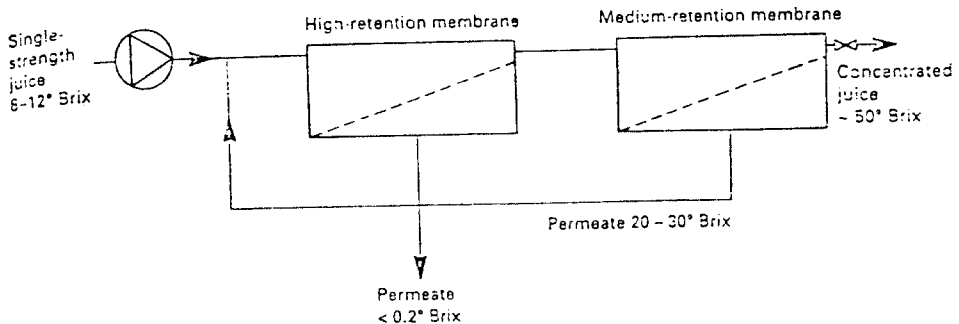 High-retention membrane
Medium-retention membrane
Single-
strength
juice
8–12° Brix
Concentrated
juice
~ 50° Brix
Permeate 20 – 30° Brix
Permeate
< 0.2° Brix